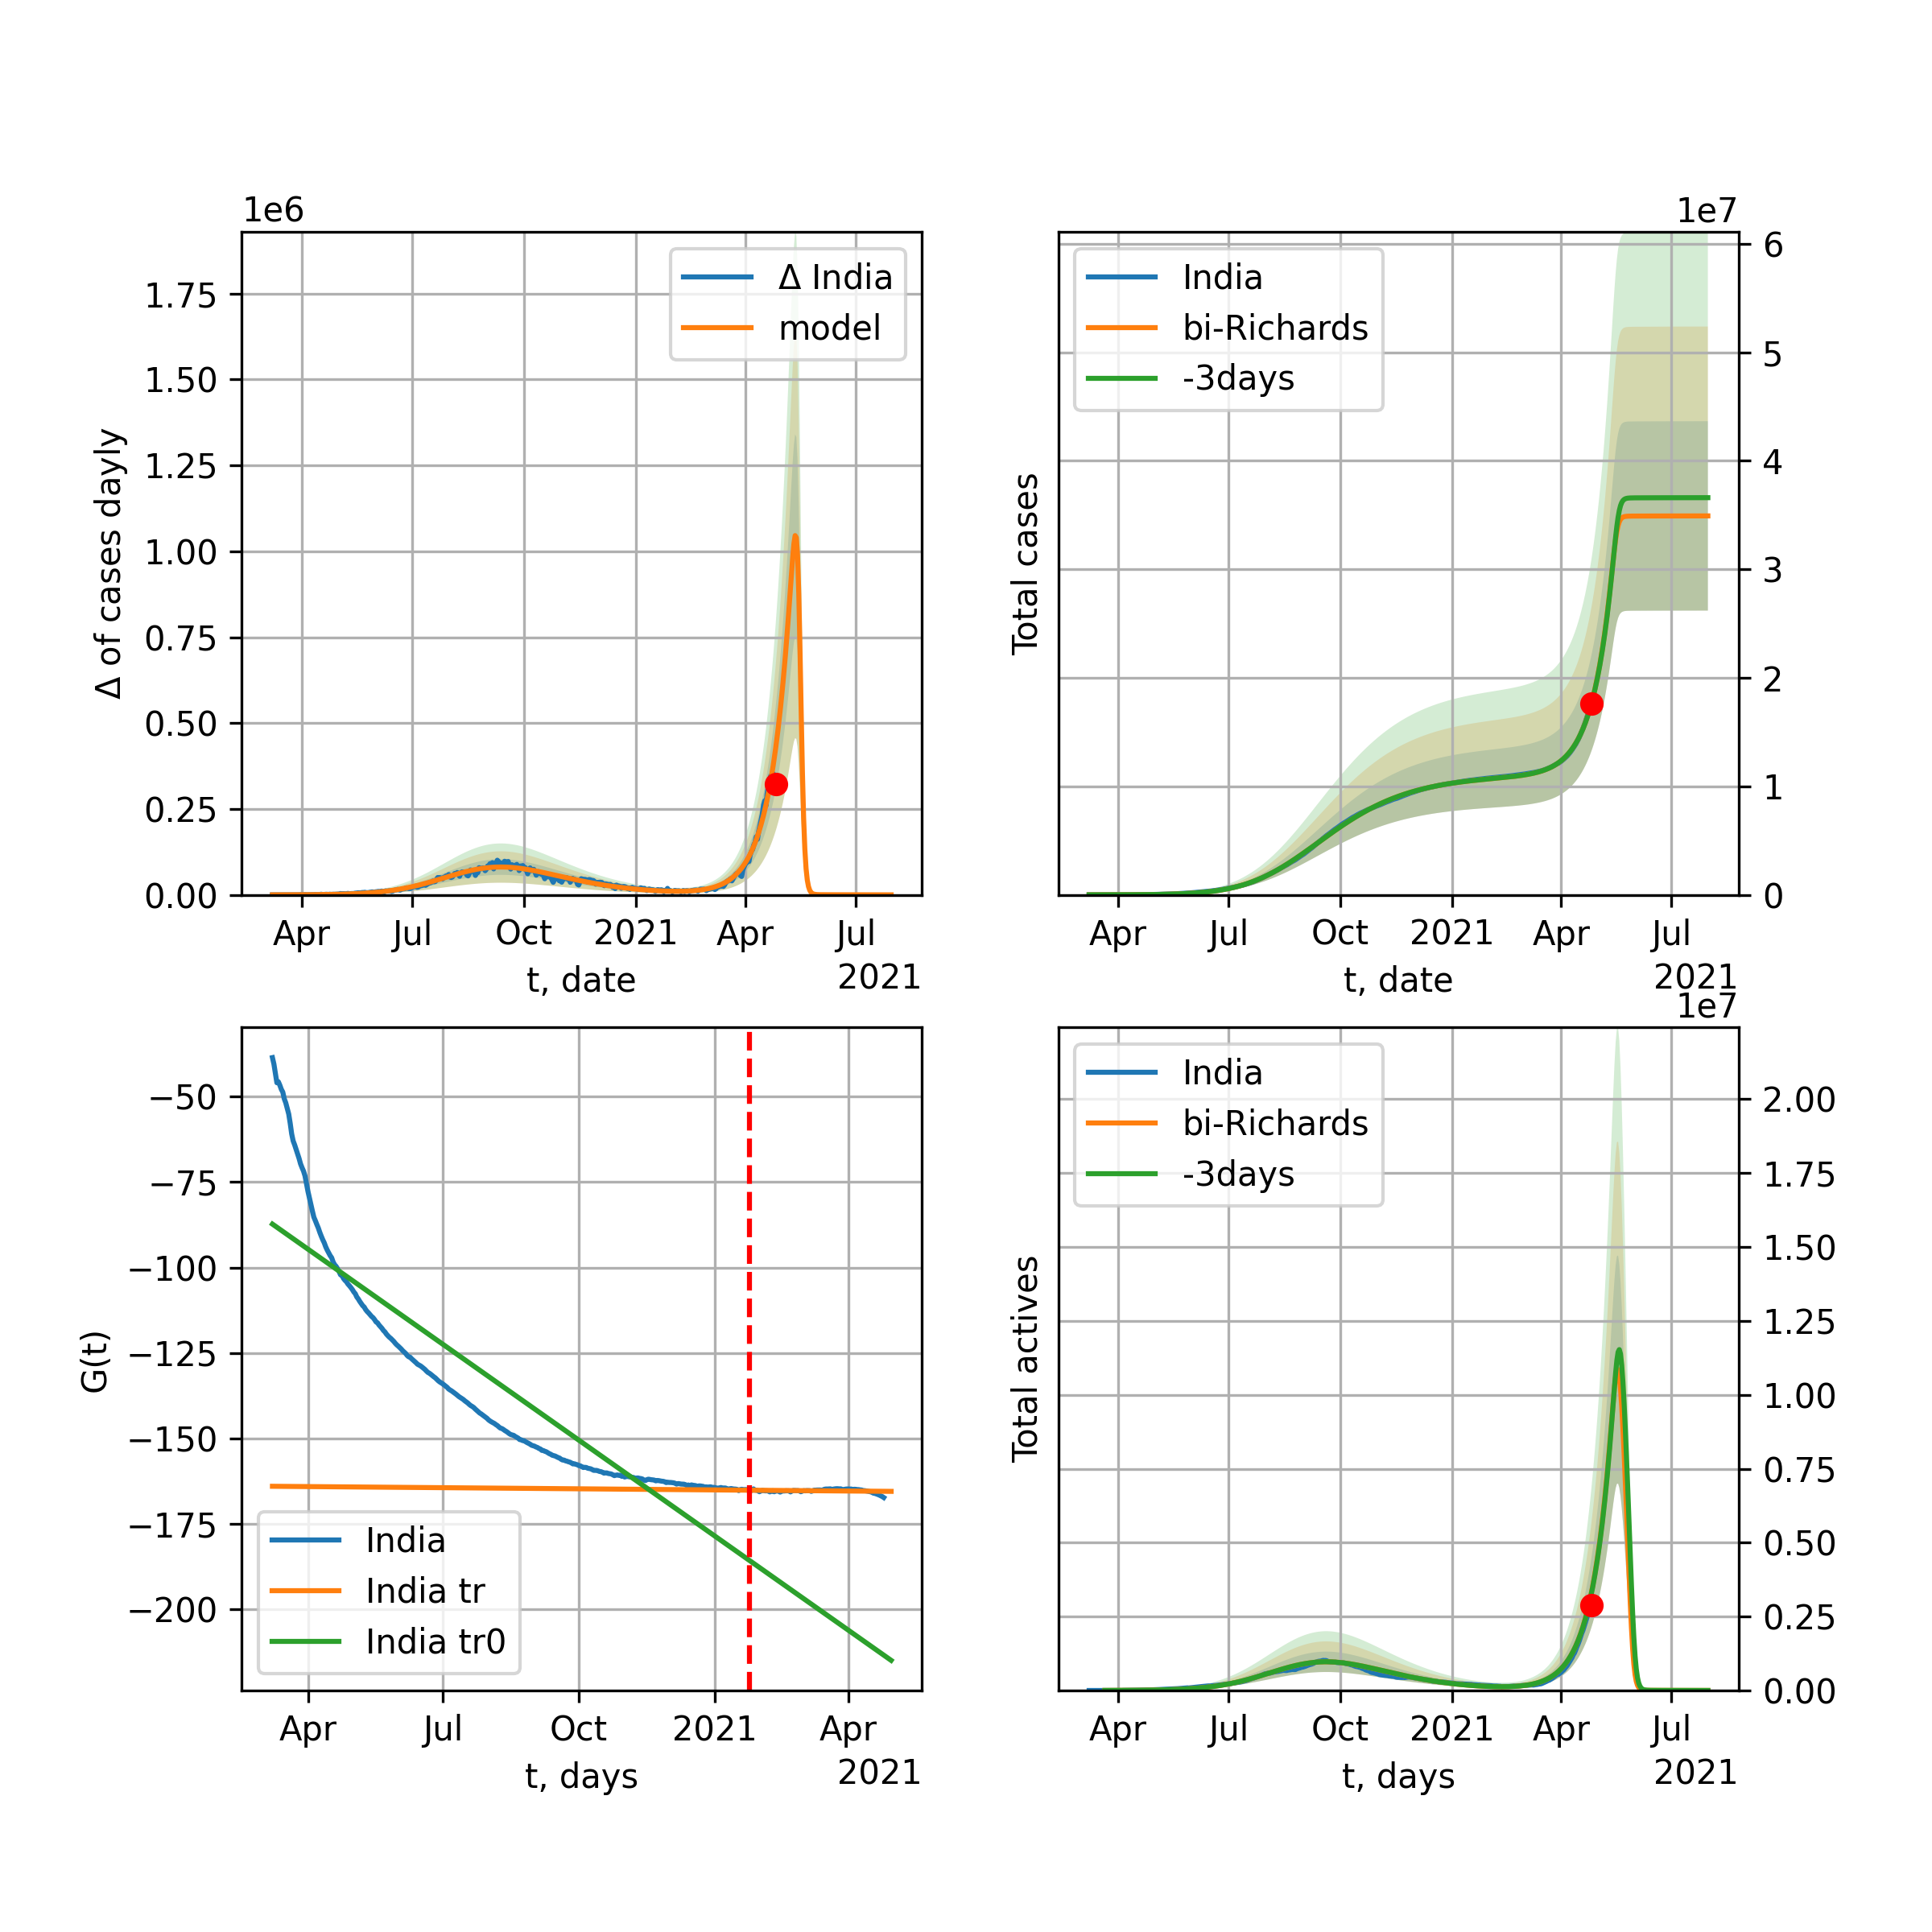 1e6
Δ of cases dayly
1.75
1.50
1.25
1.00
0.75
0.50
0.25
0.00
Δ India
model
Apr Jul Oct 2021 Apr Jul
t, date
2021
1e7
Total cases
India
bi-Richards
-3days
6
5
4
3
2
1
0
Apr Jul Oct 2021 Apr Jul
t, date
2021
G(t)
−50
−75
−100
−125
−150
−175
−200
India
India tr
India tr0
Apr Jul Oct 2021 Apr
t, days
2021
1e7
Total actives
India
bi-Richards
-3days
2.00
1.75
1.50
1.25
1.00
0.75
0.50
0.25
0.00
Apr Jul Oct 2021 Apr Jul
t, days
2021